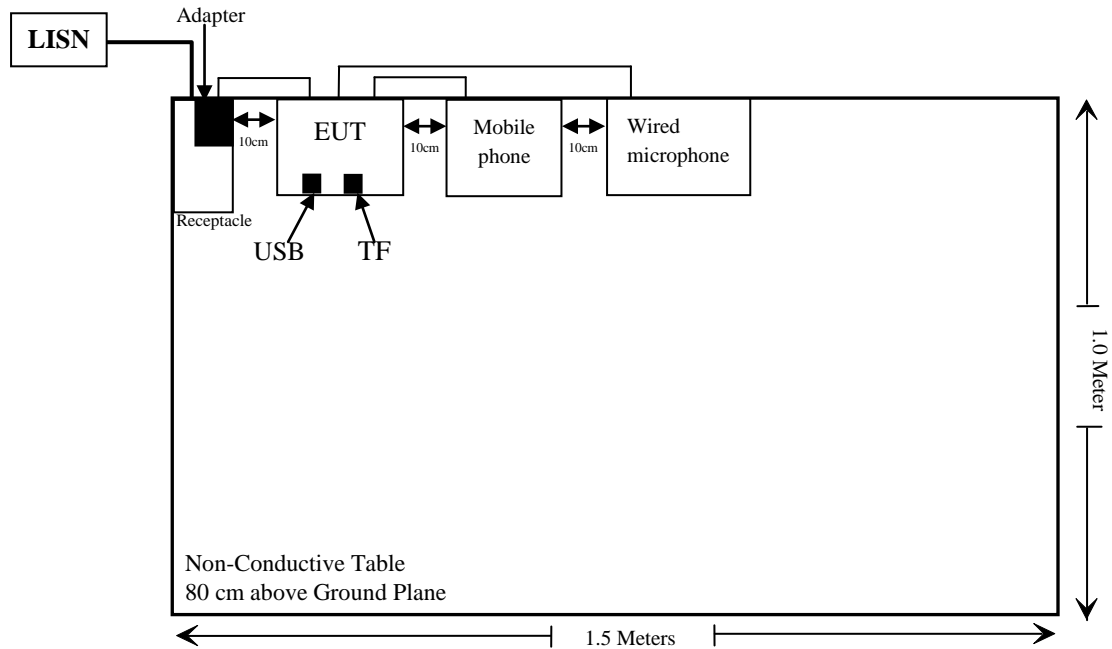 Adapter
LISN
EUT
Mobile
phone
Wired
microphone
10cm
10cm
10cm
Receptacle
USB
TF
1.0 Meter
Non-Conductive Table
80 cm above Ground Plane
1.5 Meters